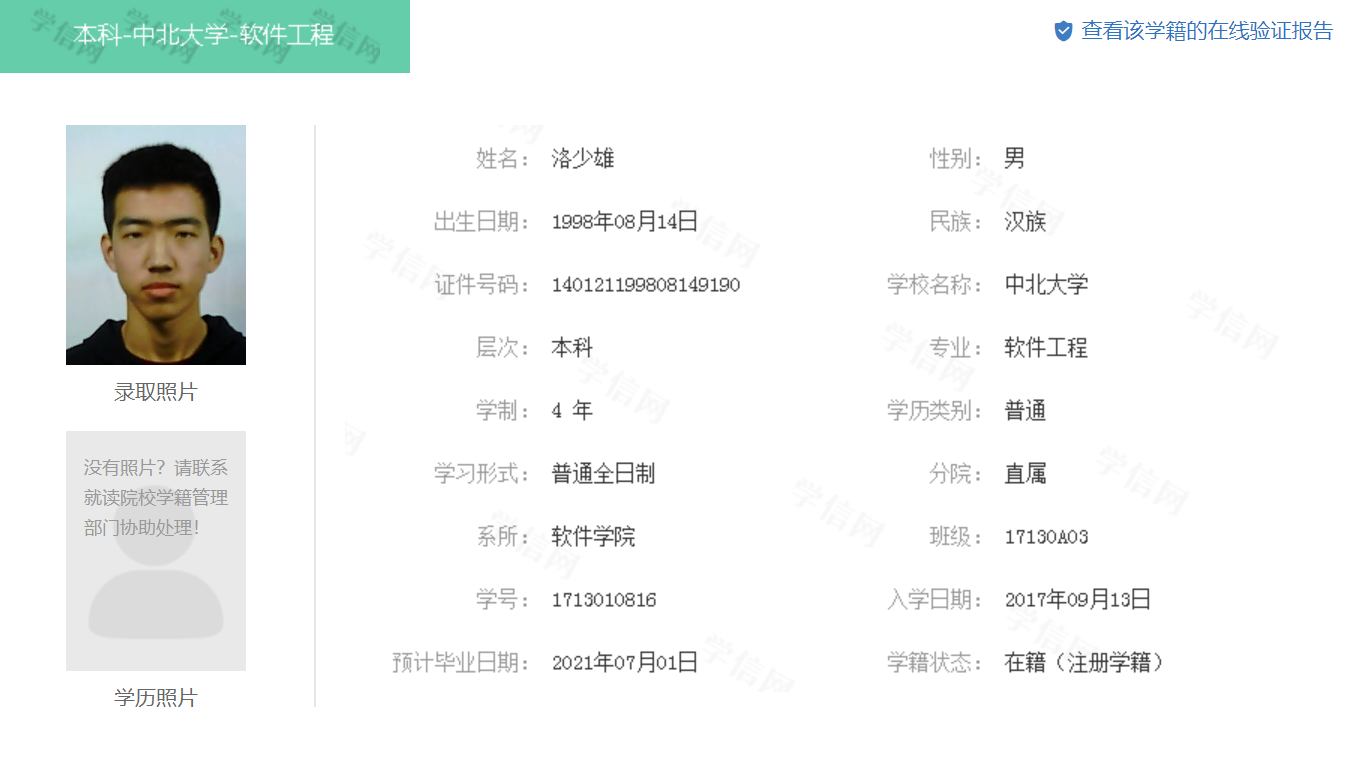 本科-中北大学-软件工程
查看该学籍的在线验证报告
姓名： 洛少雄 性别： 男
出生日期： 1998年08月14日 民族： 汉族
证件号码： 140121199808149190 学校名称： 中北大学
层次： 本科 专业： 软件工程
录取照片
学制： 4 年 学历类别： 普通
没有照片？请联系
就读院校学籍管理
部门协助处理！
学习形式： 普通全日制 分院： 直属
系所： 软件学院 班级： 17130A03
学号： 1713010816 入学日期： 2017年09月13日
预计毕业日期： 2021年07月01日 学籍状态： 在籍（注册学籍）
学历照片
学信网